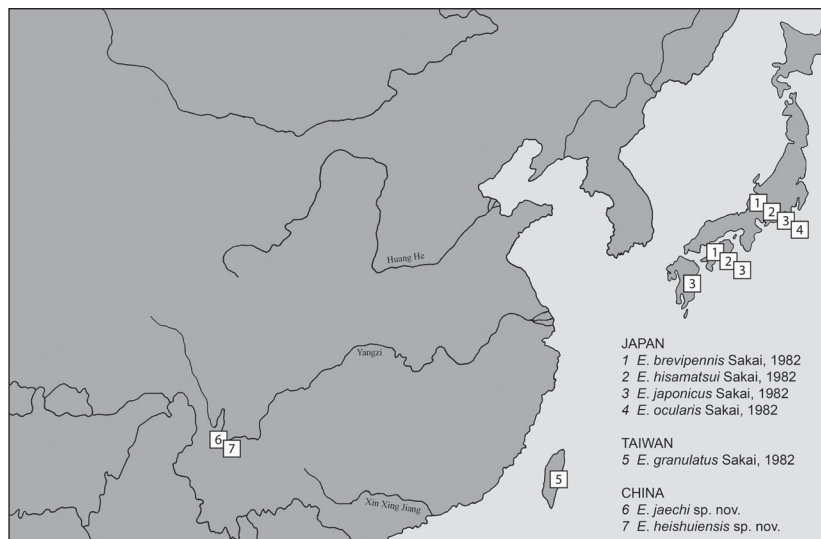 1
2
3
4
1
2
3
3
Huang He
Yangzi
6
7
5
Xin Xing Jiang
JAPAN
1 E. brevipennis Sakai, 1982
2 E. hisamatsui Sakai, 1982
3 E. japonicus Sakai, 1982
4 E. ocularis Sakai, 1982
TAIWAN
5 E. granulatus Sakai, 1982
CHINA
6 E. jaechi sp. nov.
7 E. heishuiensis sp. nov.